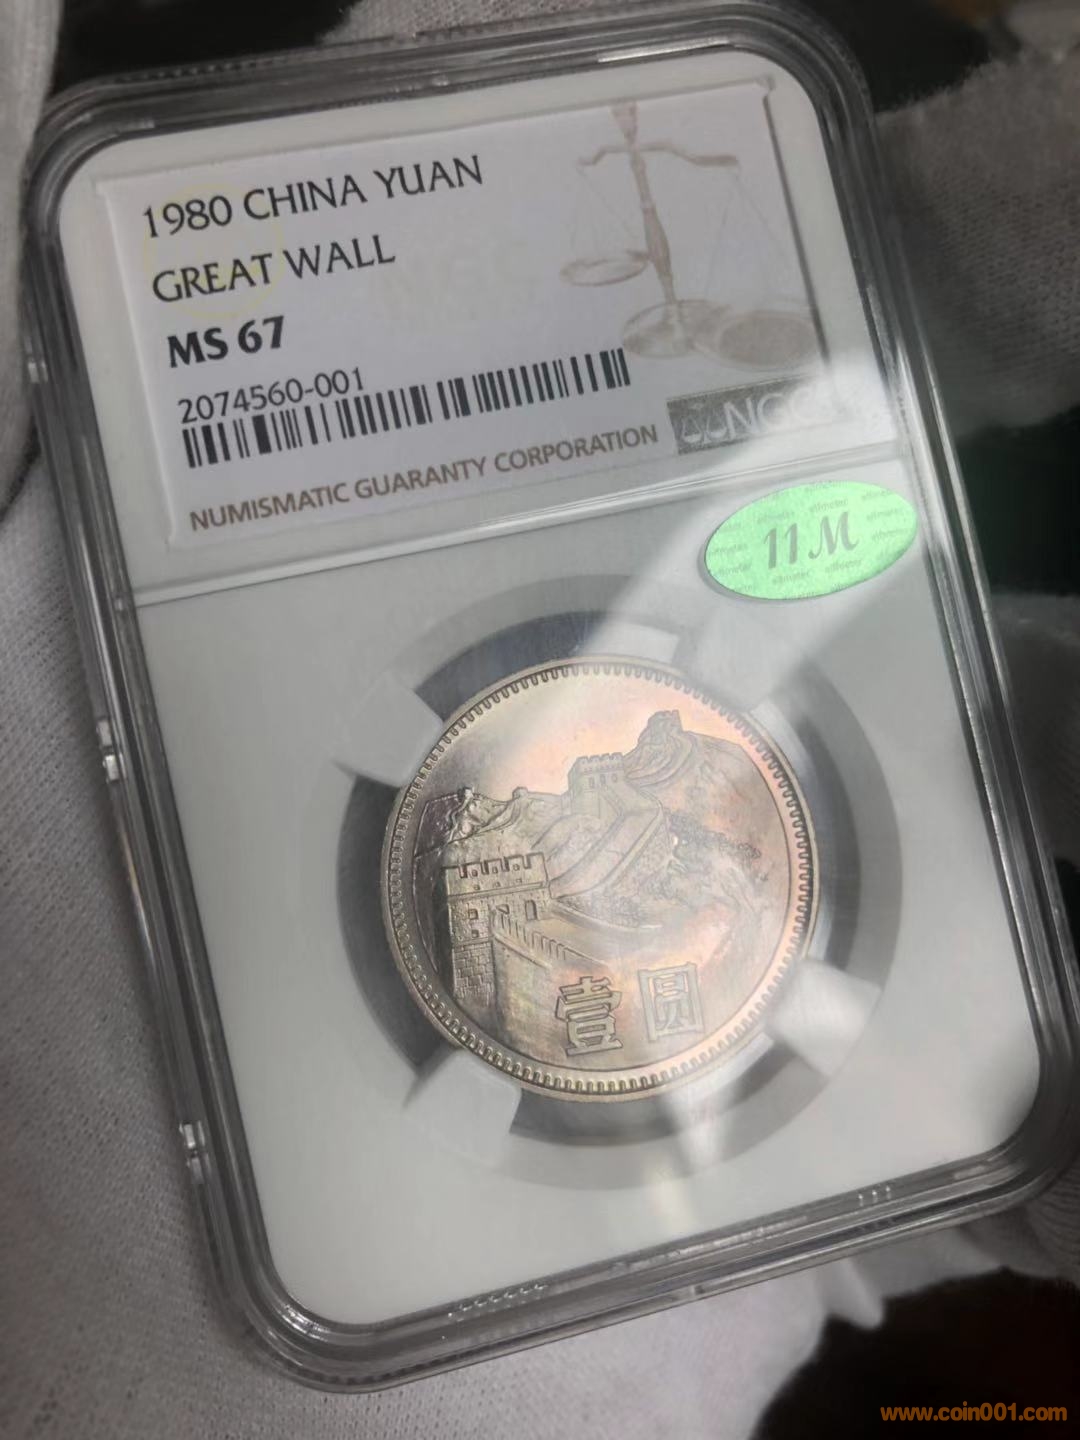 1980 CHINA YUAN
GREAT WALL
MS 67
2074560-001
NUMISMATIC GUARANTY CORPORATION
NGC
11M
壹圆
www.coin001.com